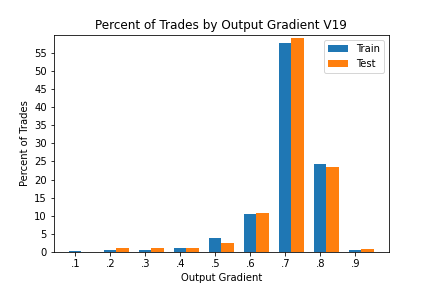 Percent of Trades by Output Gradient V19
Train
Test
Percent of Trades
55
50
45
40
35
30
25
20
15
10
5
0
.1 .2 .3 .4 .5 .6 .7 .8 .9
Output Gradient